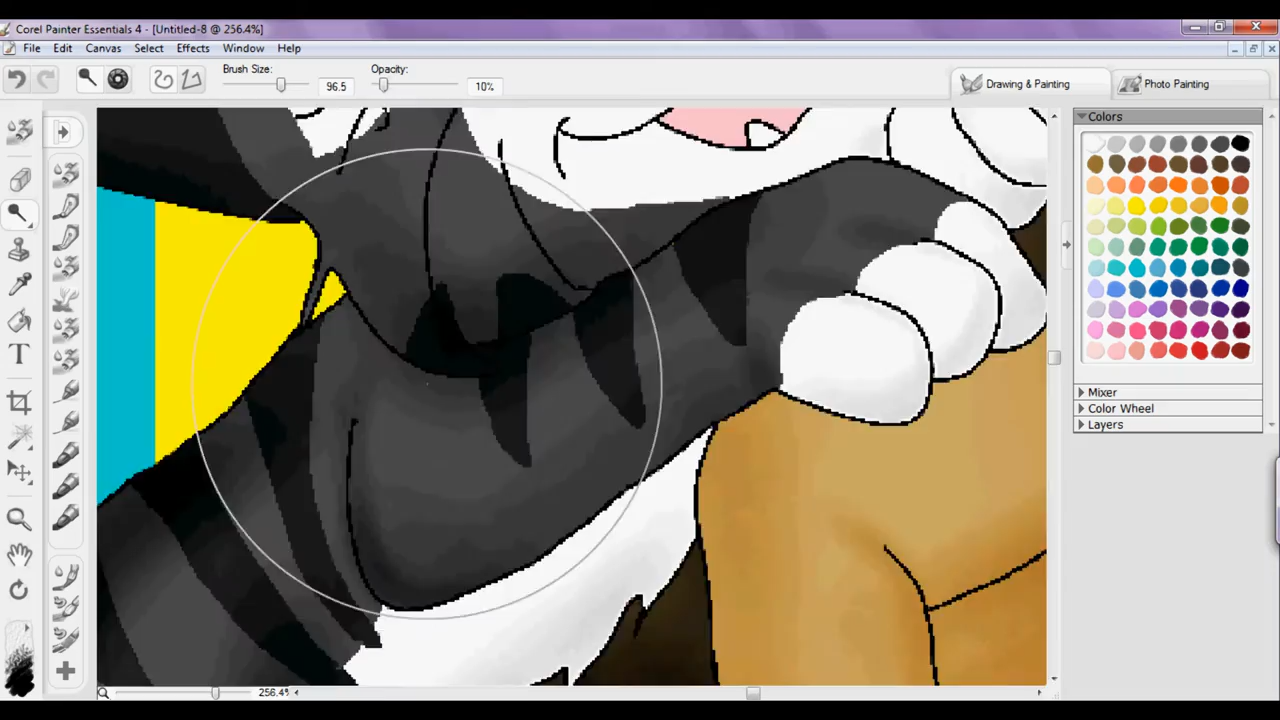 Corel Painter Essentials 4 - [Untitled-8 @ 256.4%]
File Edit Canvas Select Effects Window Help
Brush Size: 96.5 Opacity: 10%
Drawing & Painting Photo Painting
Colors
Mixer
Color Wheel
Layers
T
256.4%